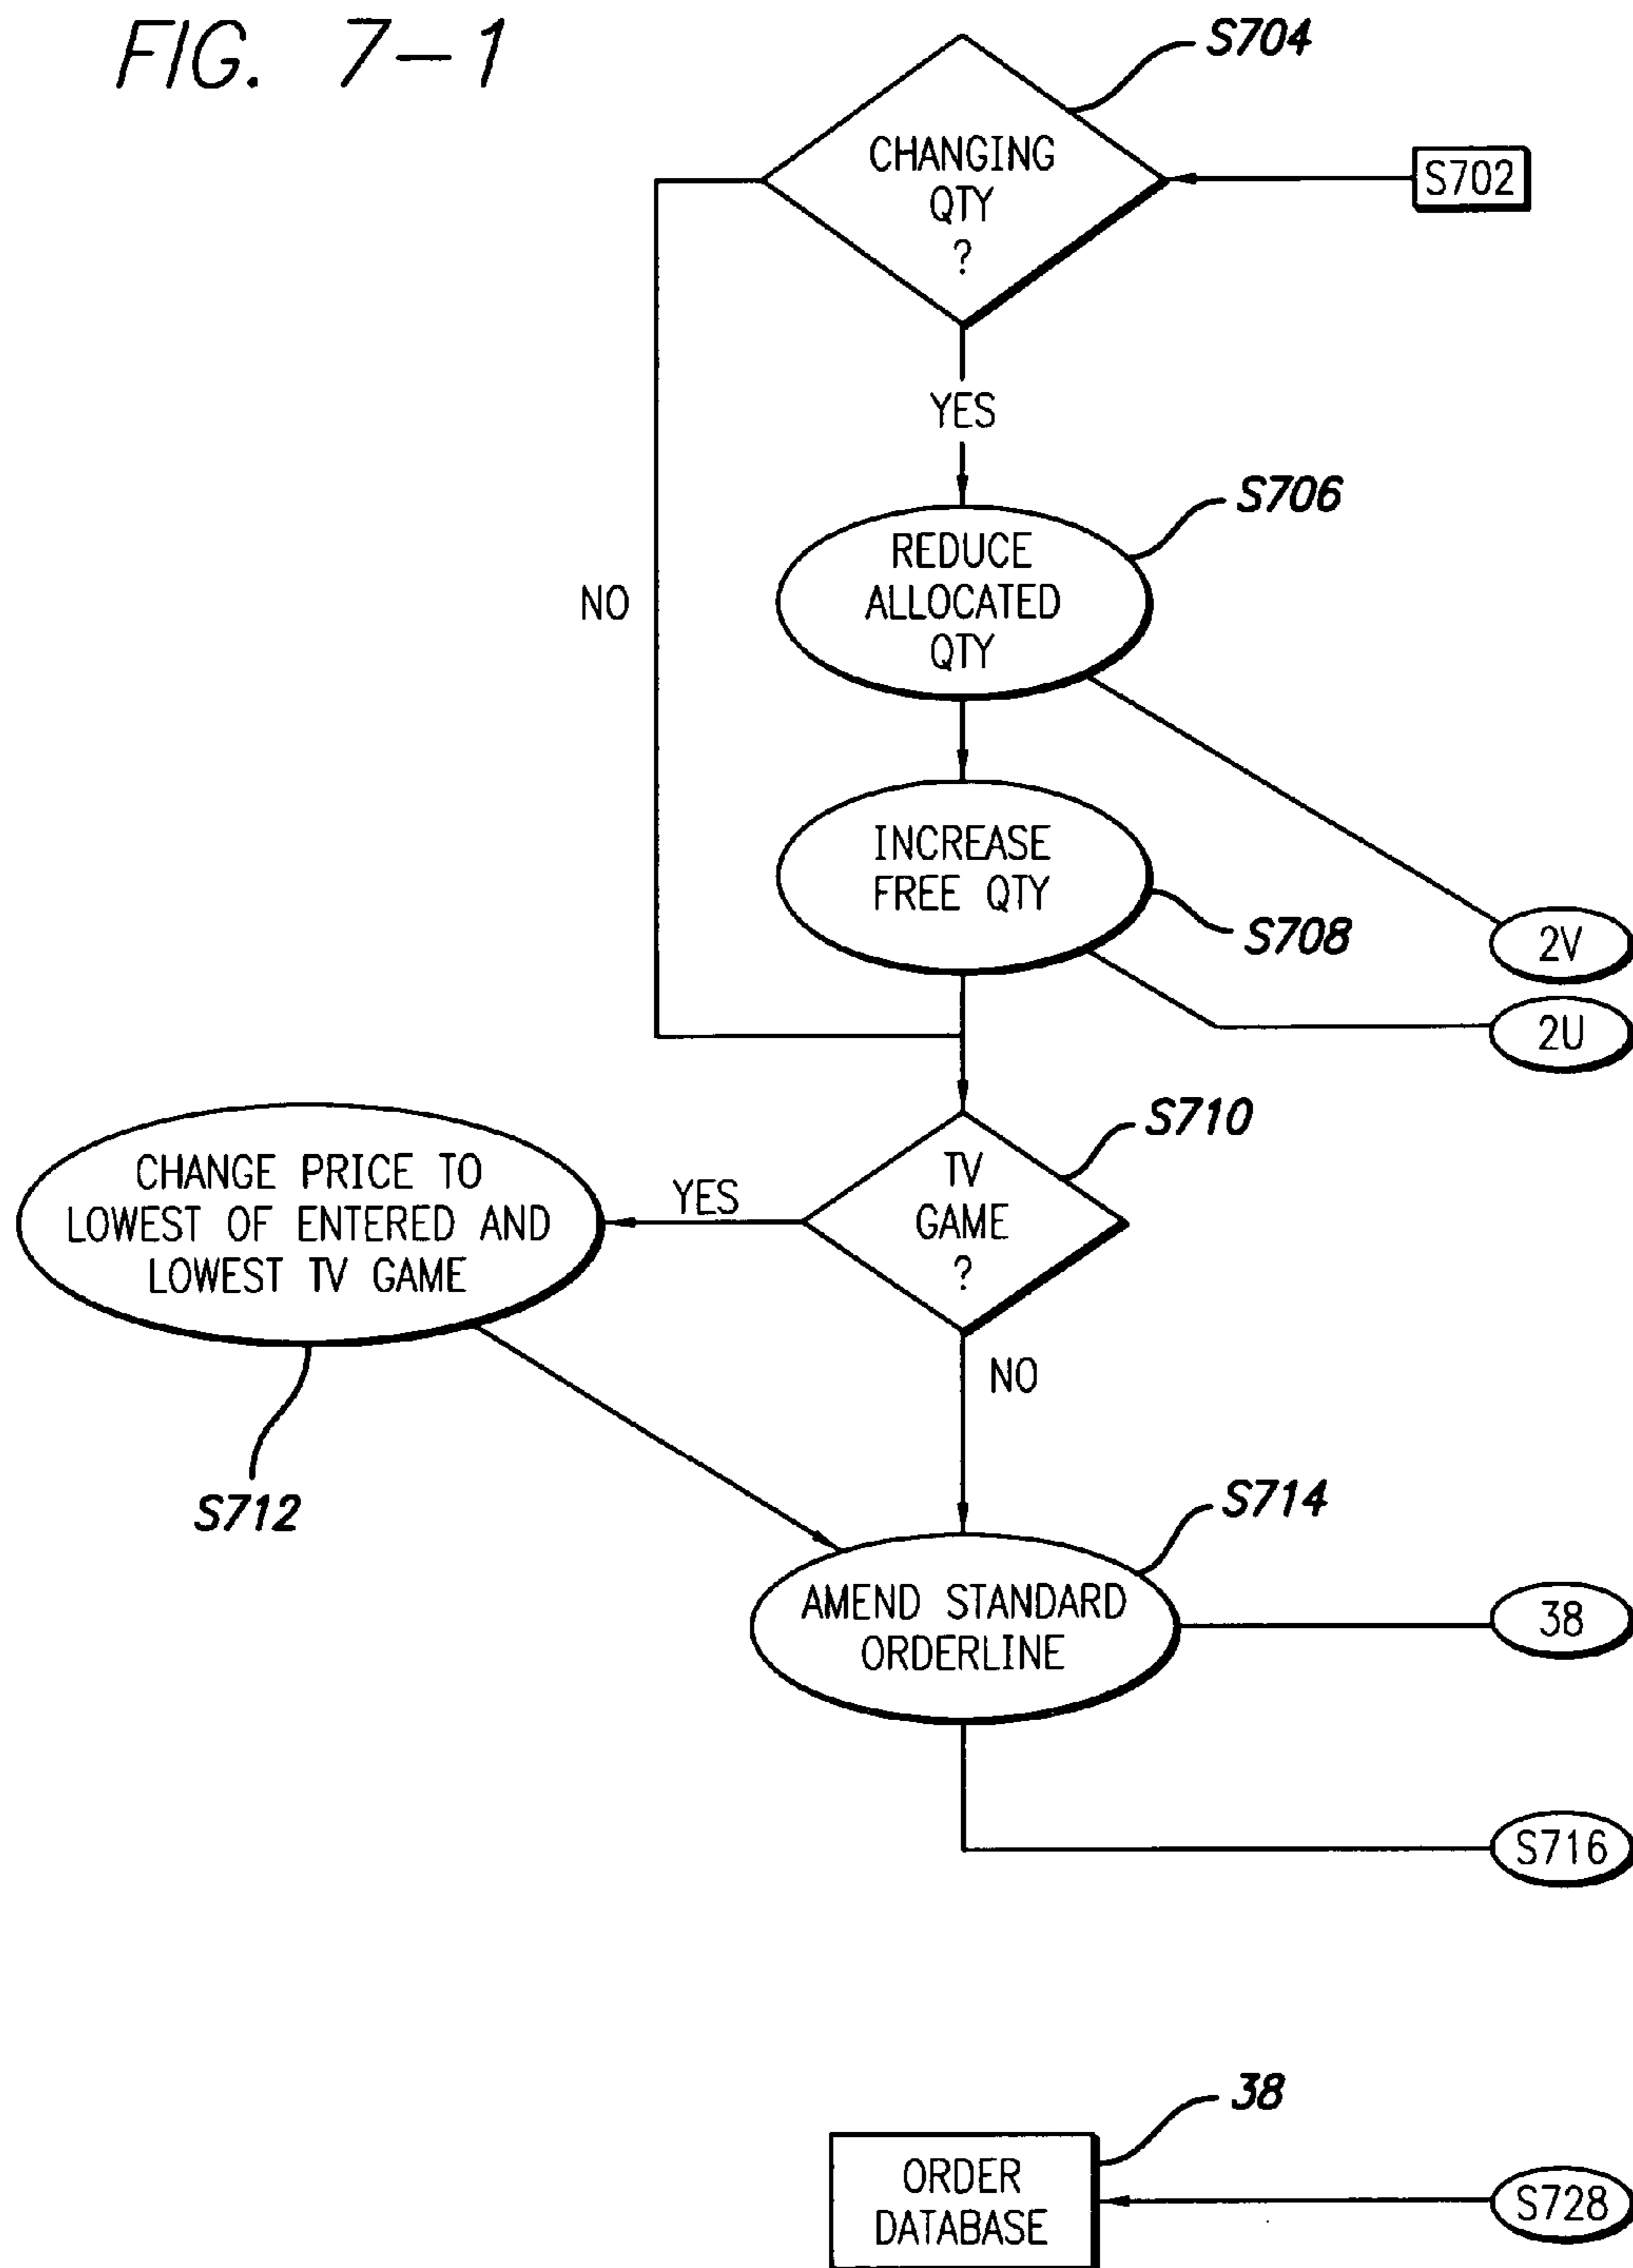 FIG. 7-1
S704
CHANGING
QTY
?
S702
YES
S706
REDUCE
ALLOCATED
QTY
NO
INCREASE
FREE QTY
S708
2V
2U
S710
TV
GAME
?
YES
CHANGE PRICE TO
LOWEST OF ENTERED AND
LOWEST TV GAME
NO
S712
S714
AMEND STANDARD
ORDERLINE
38
S716
38
ORDER
DATABASE
S728